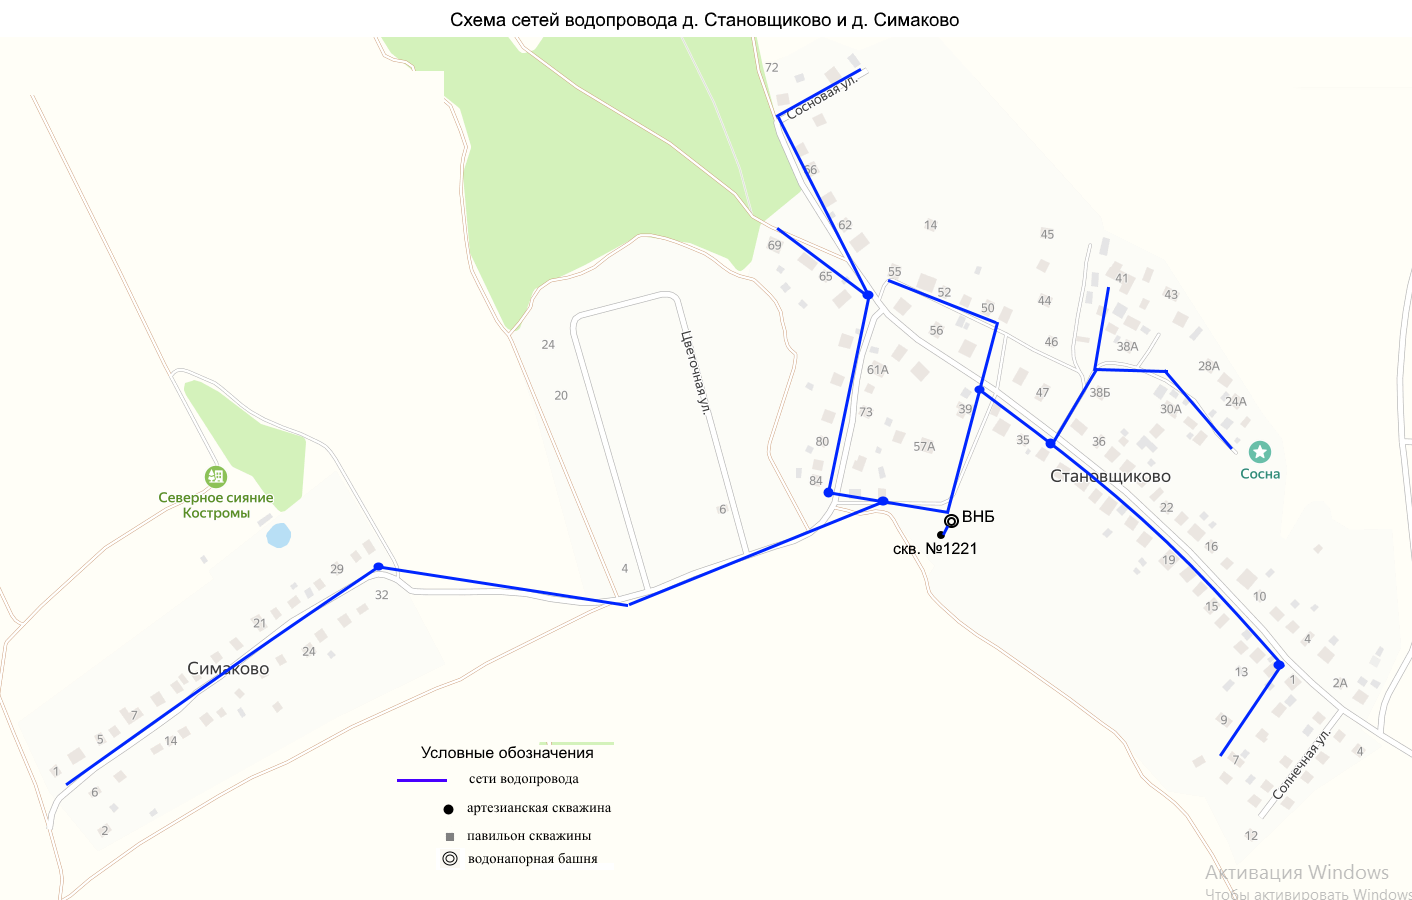 Схема сетей водопровода д. Становщиково и д. Симаково
72
Сосновая ул.
66
62
14
45
69
65
55
41
52
43
44
50
24
56
46
38А
Цветочная ул.
28А
61А
20
47
38Б
24А
73
39
30А
80
57А
35
36
Сосна
84
Становщиково
Северное сияние
Костромы
6
22
ВНБ
скв. №1221
16
19
29
4
32
10
15
21
4
24
Симаково
13
1
2А
7
9
5
14
4
1
7
6
Солнечная ул.
2
12
Условные обозначения
сети водопровода
артезианская скважина
павильон скважины
водонапорная башня
Активация Windows
Чтобы активировать Windows